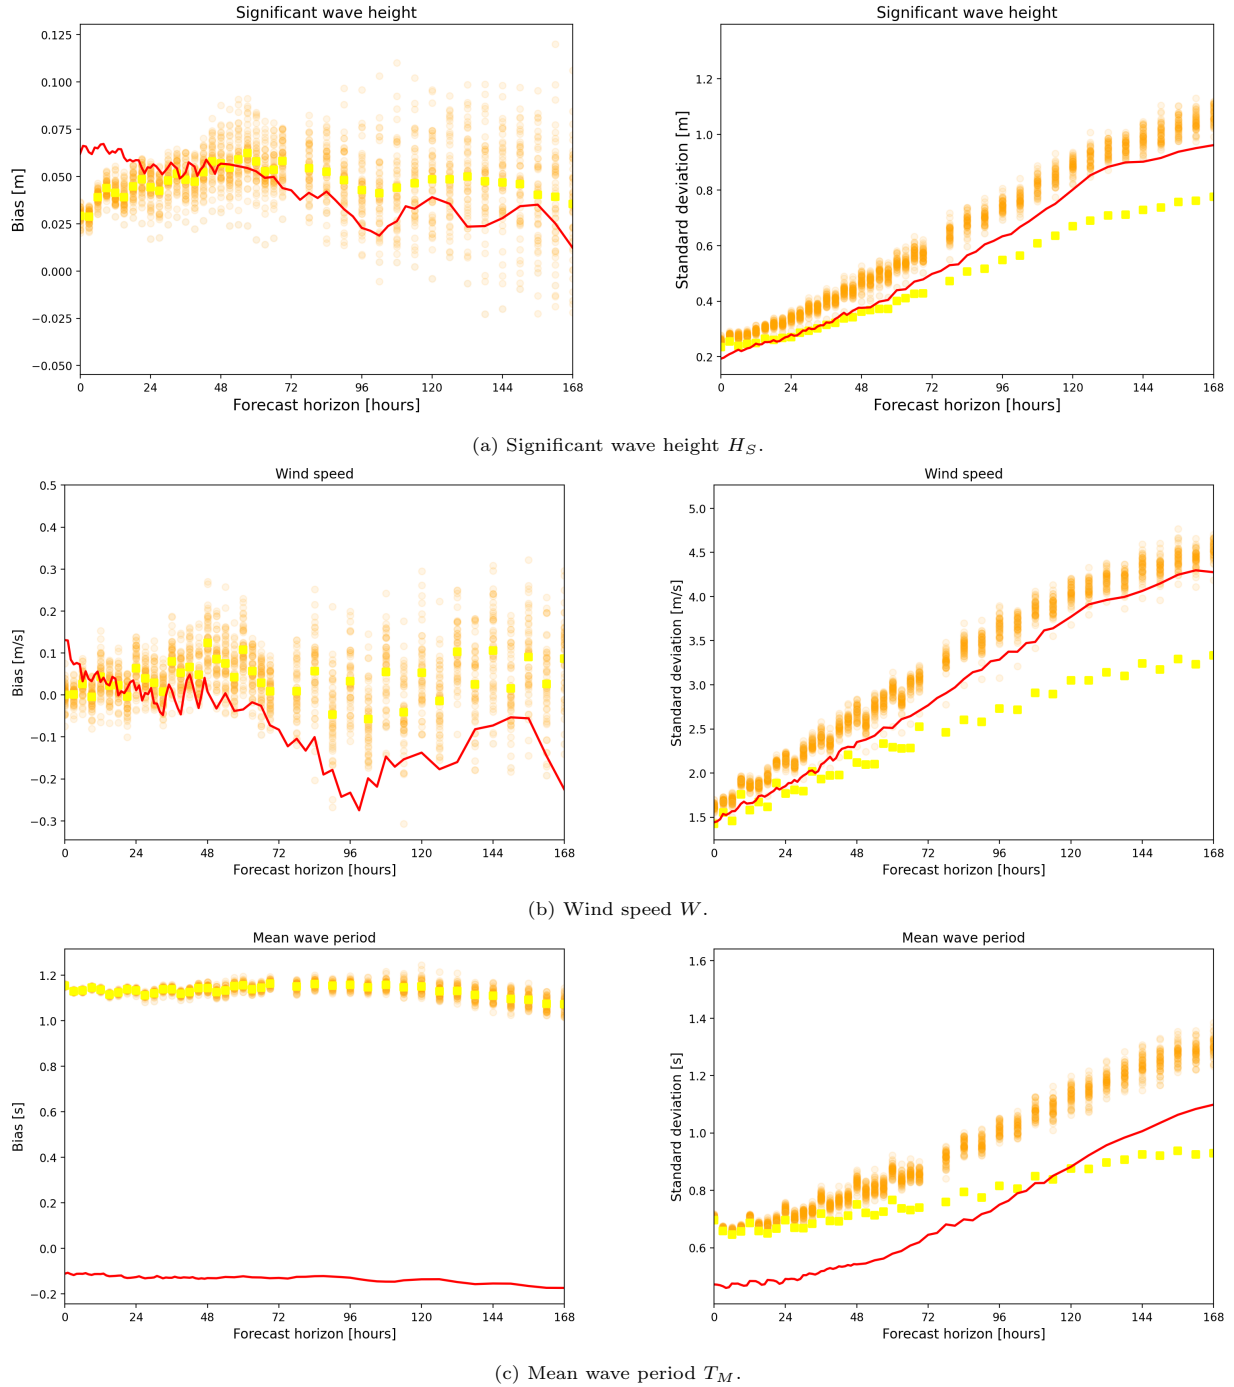 Significant wave height
Significant wave height
Bias [m]
0.125
0.100
0.075
0.050
0.025
0.000
−0.025
−0.050
0 24 48 72 96 120 144 168
Forecast horizon [hours]
Standard deviation [m]
1.2
1.0
0.8
0.6
0.4
0.2
0 24 48 72 96 120 144 168
Forecast horizon [hours]
(a) Significant wave height H_S.
Wind speed
Wind speed
Bias [m/s]
0.5
0.4
0.3
0.2
0.1
0.0
−0.1
−0.2
−0.3
0 24 48 72 96 120 144 168
Forecast horizon [hours]
Standard deviation [m/s]
5.0
4.5
4.0
3.5
3.0
2.5
2.0
1.5
0 24 48 72 96 120 144 168
Forecast horizon [hours]
(b) Wind speed W.
Mean wave period
Mean wave period
Bias [s]
1.2
1.0
0.8
0.6
0.4
0.2
0.0
−0.2
0 24 48 72 96 120 144 168
Forecast horizon [hours]
Standard deviation [s]
1.6
1.4
1.2
1.0
0.8
0.6
0 24 48 72 96 120 144 168
Forecast horizon [hours]
(c) Mean wave period T_M.